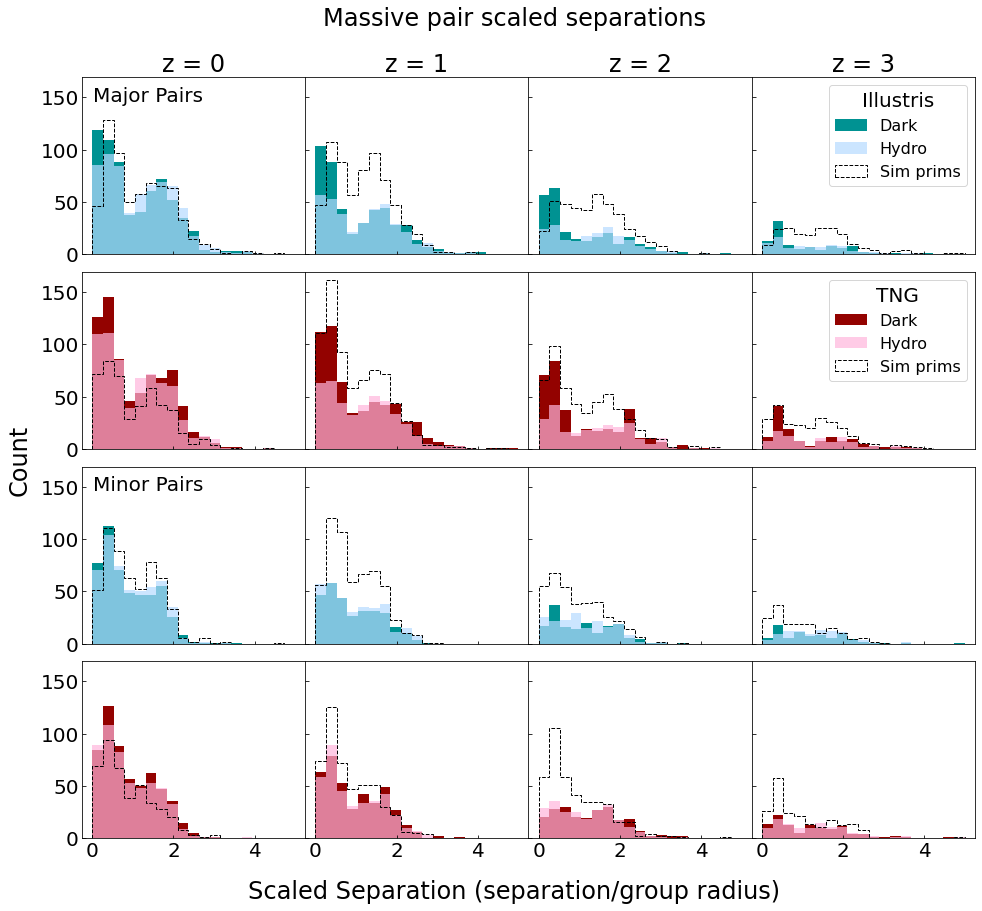 Massive pair scaled separations
z = 0 z = 1 z = 2 z = 3
Major Pairs
Illustris
Dark
Hydro
Sim prims
150
100
50
0
TNG
Dark
Hydro
Sim prims
150
100
50
0
Count
Minor Pairs
150
100
50
0
150
100
50
0
0 2 4 0 2 4 0 2 4 0 2 4
Scaled Separation (separation/group radius)